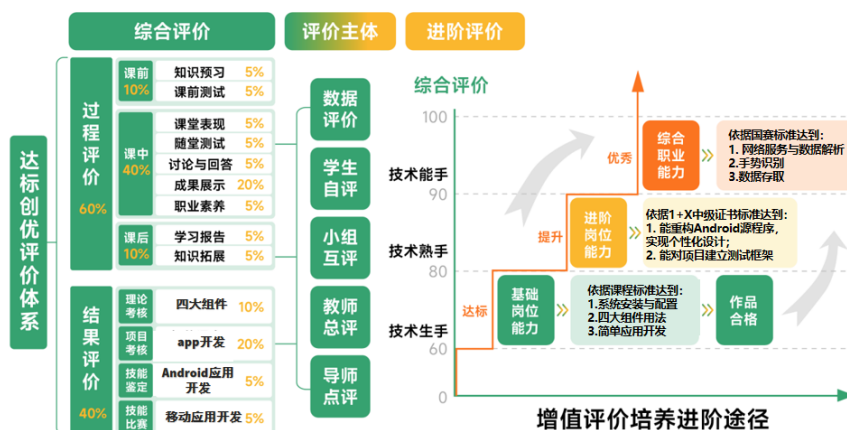 综合评价
评价主体
进阶评价
达标创优评价体系
过程评价
60%
课前
10%
知识预习 5%
课前测试 5%
课中
40%
课堂表现 5%
随堂测试 5%
讨论与回答 5%
成果展示 20%
职业素养 5%
课后
10%
学习报告 5%
知识拓展 5%
结果评价
40%
理论
考核
四大组件 10%
项目
考核
app开发 20%
技能
鉴定
Android应用
开发 5%
技能
比赛
移动应用开发 5%
数据
评价
学生
自评
小组
互评
教师
总评
导师
点评
综合评价
100
技术能手
90
技术熟手
80
技术生手
60
0
达标
提升
优秀
综合
职业
能力
依据国赛标准达到：
1. 网络服务与数据解析
2.手势识别
3.数据存取
进阶
岗位
能力
依据1+X中级证书标准达到：
1. 能重构Android源程序，
实现个性化设计；
2. 能对项目建立测试框架
基础
岗位
能力
依据课程标准达到：
1.系统安装与配置
2.四大组件用法
3.简单应用开发
作品
合格
增值评价培养进阶途径